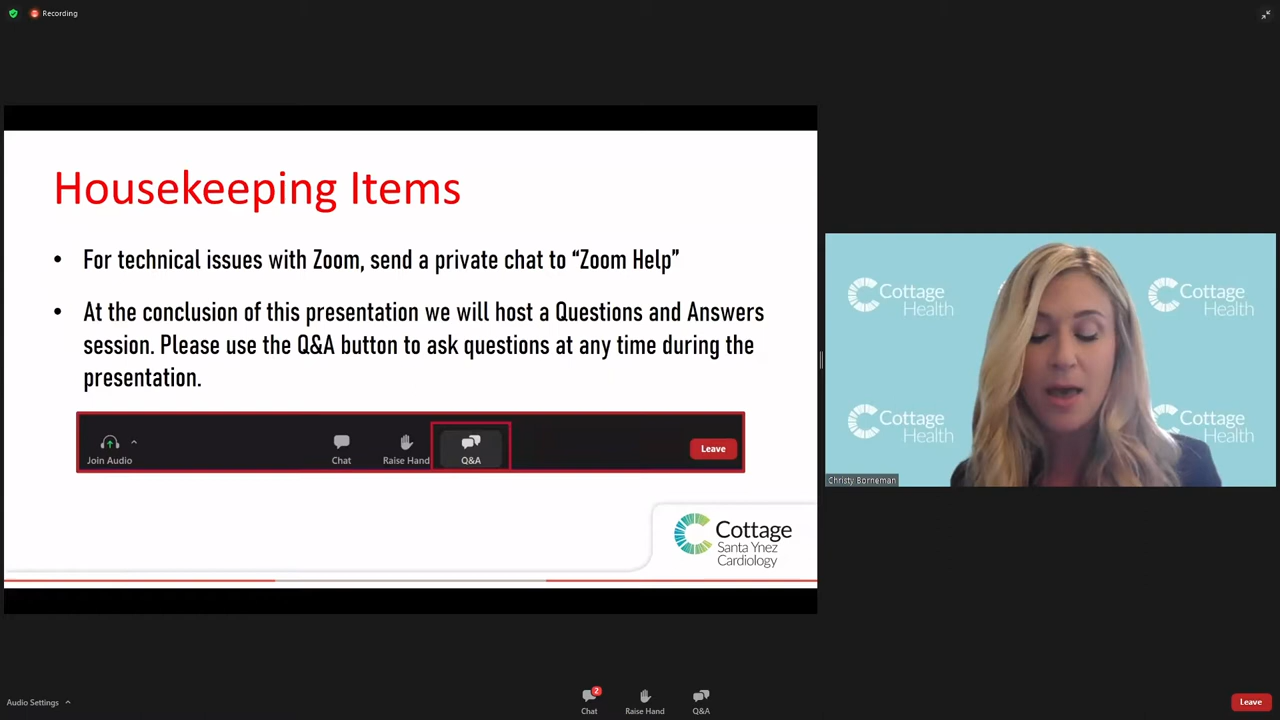 Recording
Housekeeping Items
• For technical issues with Zoom, send a private chat to “Zoom Help”
• At the conclusion of this presentation we will host a Questions and Answers
session. Please use the Q&A button to ask questions at any time during the
presentation.
Join Audio
Chat
Raise Hand
Q&A
Leave
Cottage
Santa Ynez
Cardiology
Cottage
Health
Cottage
Health
Cottage
Health
Cottage
Health
Christy Borneman
Audio Settings
2
Chat
Raise Hand
Q&A
Leave